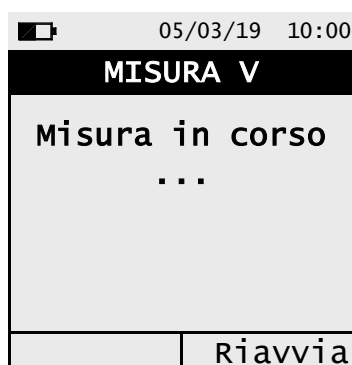 05/03/19 10:00
MISURA V
Misura in corso
...
Riavvia